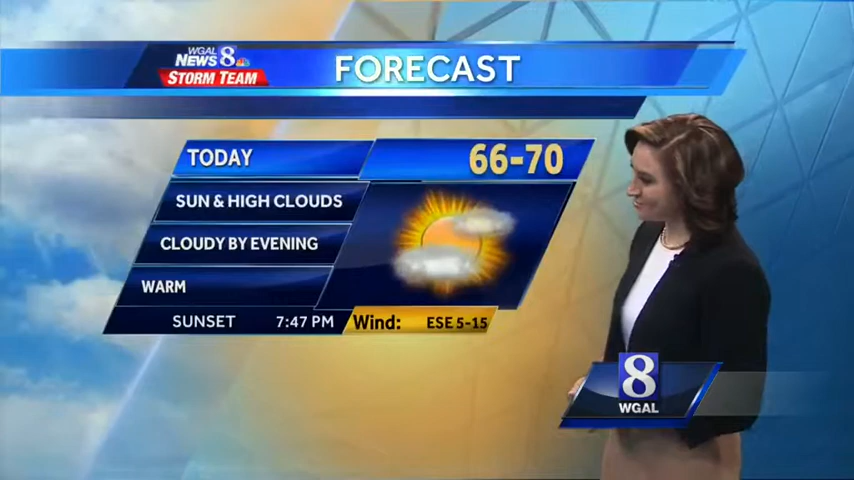 WGAL
NEWS 8
STORM TEAM
FORECAST
TODAY
66-70
SUN & HIGH CLOUDS
CLOUDY BY EVENING
WARM
SUNSET 7:47 PM
Wind: ESE 5-15
8
WGAL